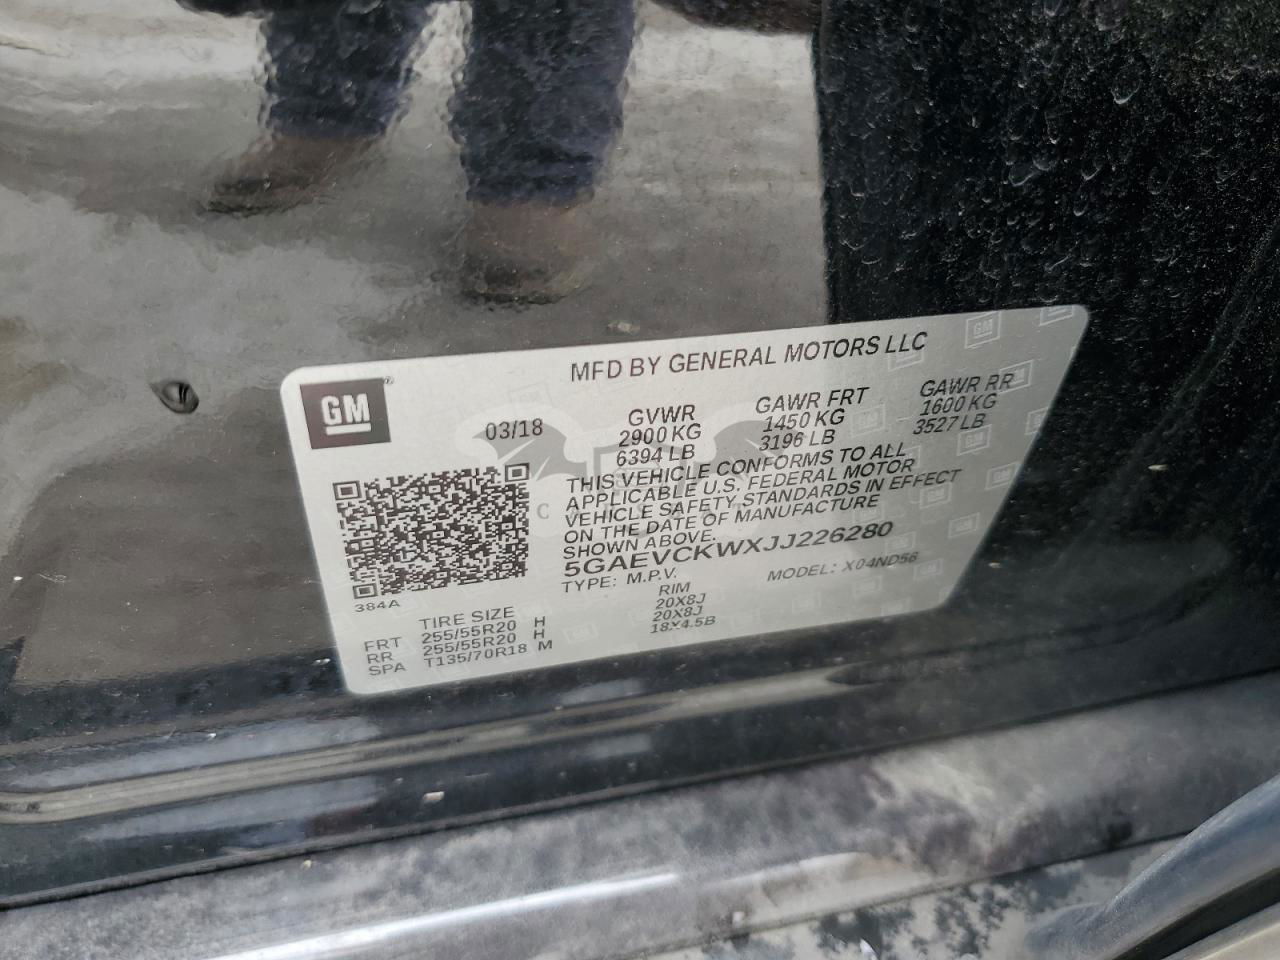 MFD BY GENERAL MOTORS LLC
GM
03/18
GVWR GAWR FRT GAWR RR
2900 KG 1450 KG 1600 KG
6394 LB 3196 LB 3527 LB
THIS VEHICLE CONFORMS TO ALL
APPLICABLE U.S. FEDERAL MOTOR
VEHICLE SAFETY STANDARDS IN EFFECT
ON THE DATE OF MANUFACTURE
SHOWN ABOVE.
5GAEVCKWXJJ226280
TYPE: M.P.V. MODEL: X04ND56
384A
TIRE SIZE RIM
FRT 255/55R20 H 20X8J
RR 255/55R20 H 20X8J
SPA T135/70R18 M 18X4.5B